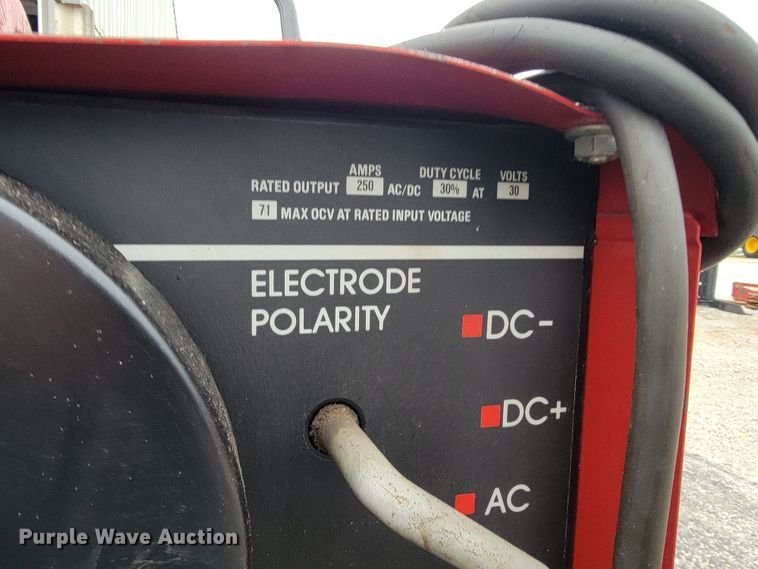 AMPS DUTY CYCLE VOLTS
RATED OUTPUT 250 AC/DC 30% AT 30
71 MAX OCV AT RATED INPUT VOLTAGE
ELECTRODE
POLARITY
DC-
DC+
AC
Purple Wave Auction